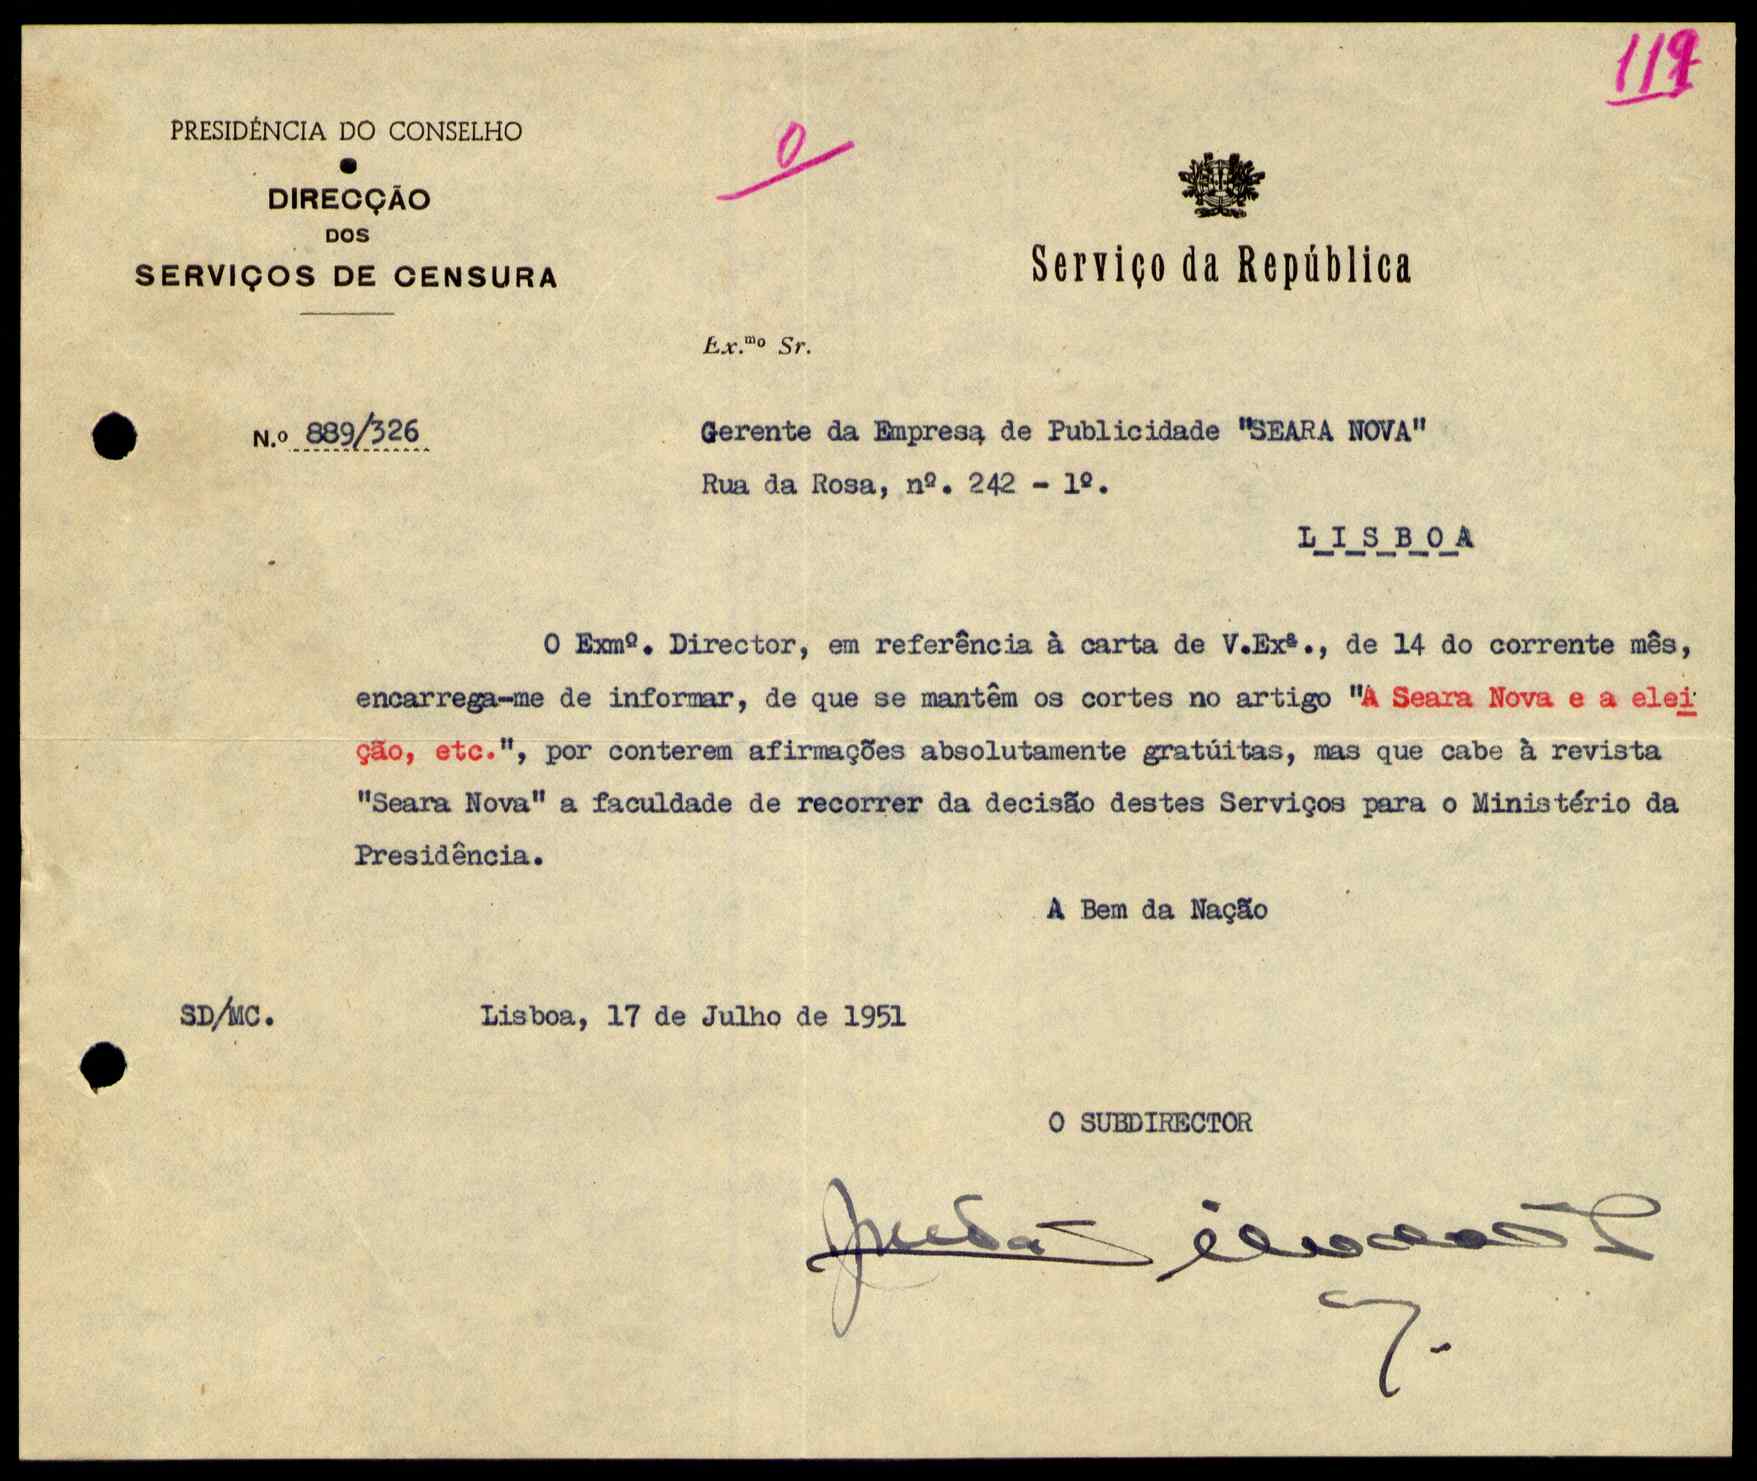 PRESIDÊNCIA DO CONSELHO
DIRECÇÃO
DOS
SERVIÇOS DE CENSURA
Serviço da República
Ex.mo Sr.
N.º 889/326
Gerente da Empresa de Publicidade "SEARA NOVA"
Rua da Rosa, nº. 242 - 1º.
L_I_S_B_O_A
O Exmº. Director, em referência à carta de V.Exª., de 14 do corrente mês,
encarrega-me de informar, de que se mantêm os cortes no artigo "A Seara Nova e a elei
ção, etc.", por conterem afirmações absolutamente gratúitas, mas que cabe à revista
"Seara Nova" a faculdade de recorrer da decisão destes Serviços para o Ministério da
Presidência.
A Bem da Nação
SD/MC.
Lisboa, 17 de Julho de 1951
O SUBDIRECTOR